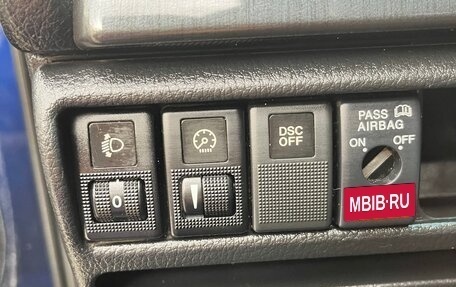 0
DSC
OFF
PASS
AIRBAG
ON OFF
MBIB·RU